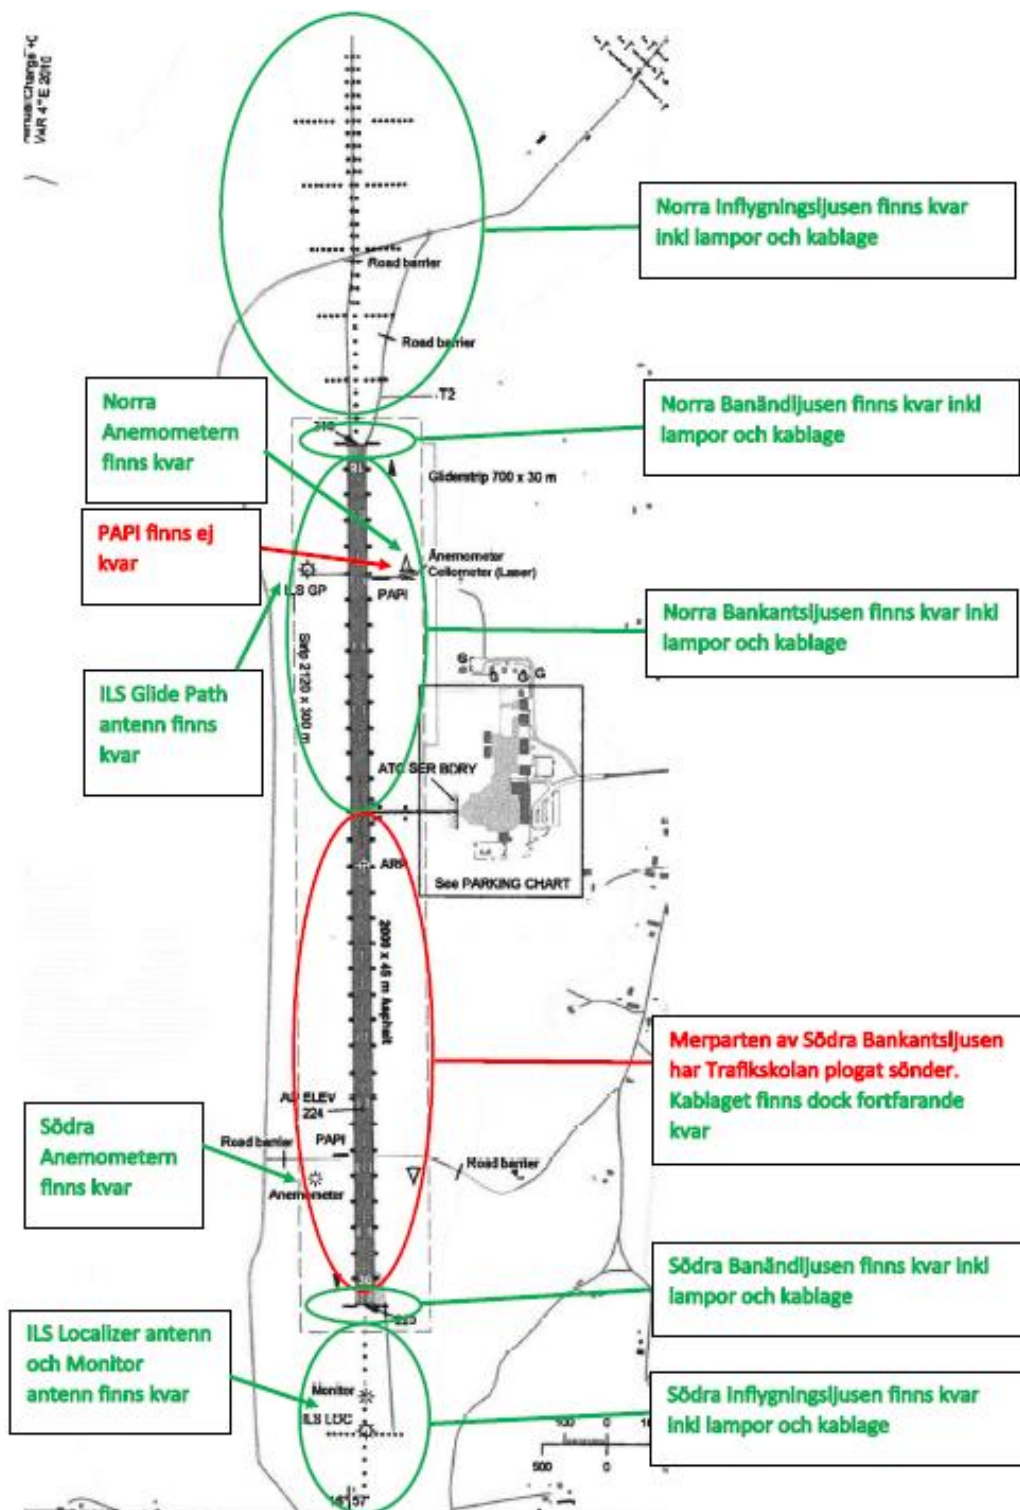 VAR 4°E 2010
Norra Inflygningsljusen finns kvar
inkl lampor och kablage
Road barrier
Road barrier
T2
Norra
Anemometern
finns kvar
Norra Banändljusen finns kvar inkl
lampor och kablage
Gliderstrip 700 x 30 m
PAPI finns ej
kvar
Anemometer
Ceilometer (Laser)
ILS GP
PAPI
Norra Bankantsljusen finns kvar inkl
lampor och kablage
Strip 2120 x 300 m
G
G G G
ILS Glide Path
antenn finns
kvar
ATC SER BDRY
ARP
See PARKING CHART
2000 x 45 m Asphalt
Merparten av Södra Bankantsljusen
har Trafikskolan plogat sönder.
Kablaget finns dock fortfarande
kvar
AD ELEV
224
Södra
Anemometern
finns kvar
Road barrier
PAPI
Road barrier
Anemometer
Södra Banändljusen finns kvar inkl
lampor och kablage
223
ILS Localizer antenn
och Monitor
antenn finns kvar
Monitor
ILS LOC
Södra Inflygningsljusen finns kvar
inkl lampor och kablage
100 0
500 0